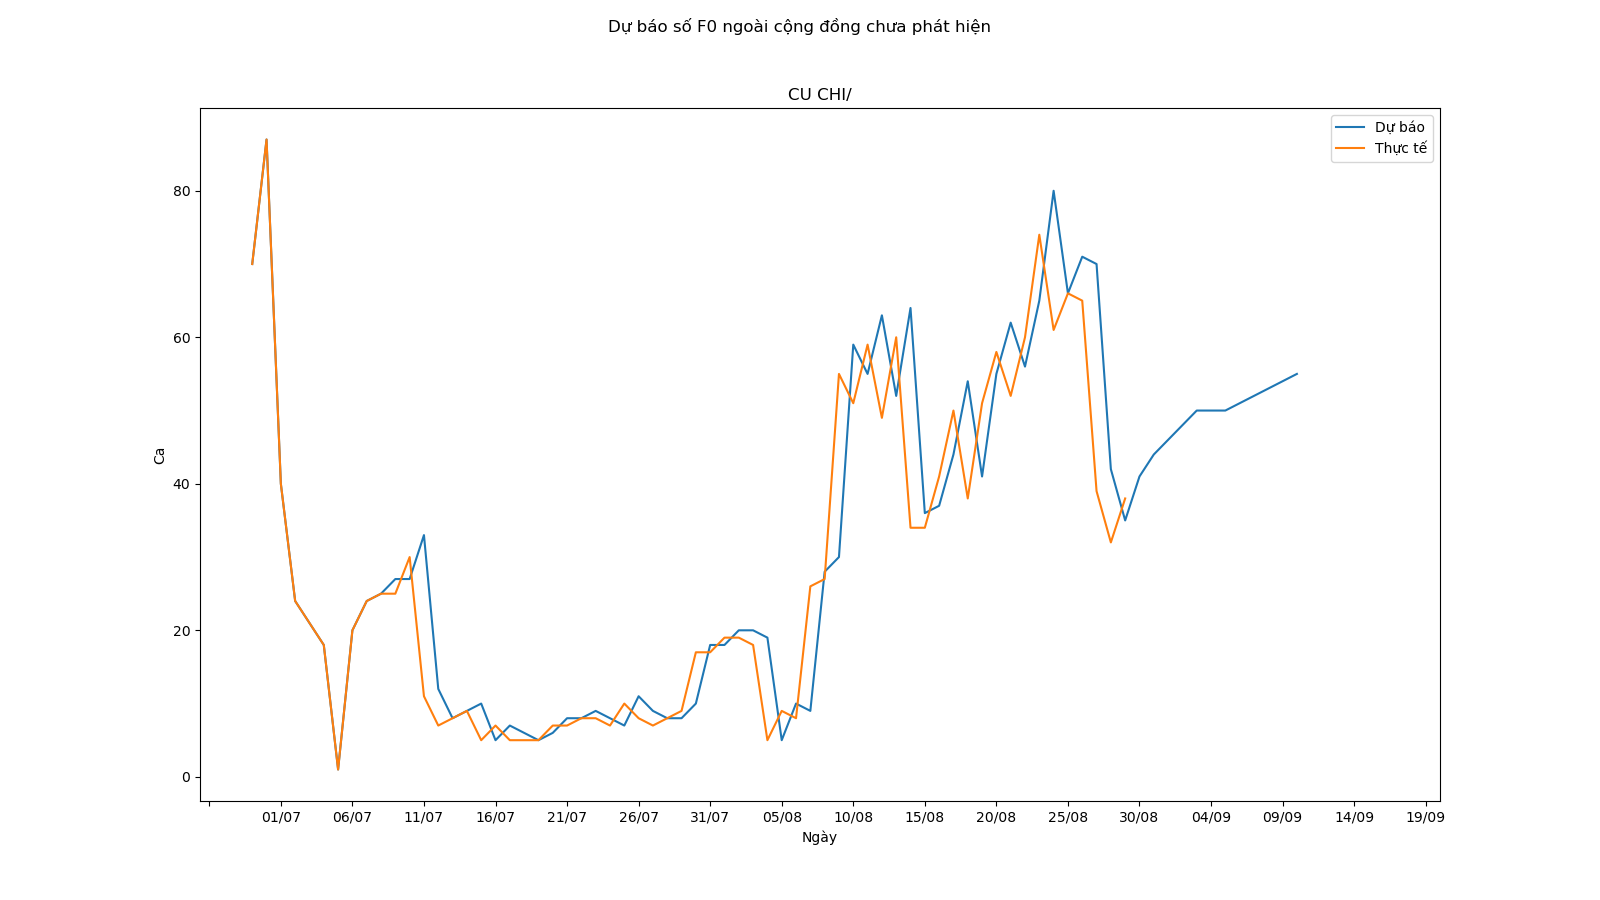 Dự báo số F0 ngoài cộng đồng chưa phát hiện
CU CHI/
Dự báo
Thực tế
80
60
40
20
0
Ca
01/07 06/07 11/07 16/07 21/07 26/07 31/07 05/08 10/08 15/08 20/08 25/08 30/08 04/09 09/09 14/09 19/09
Ngày